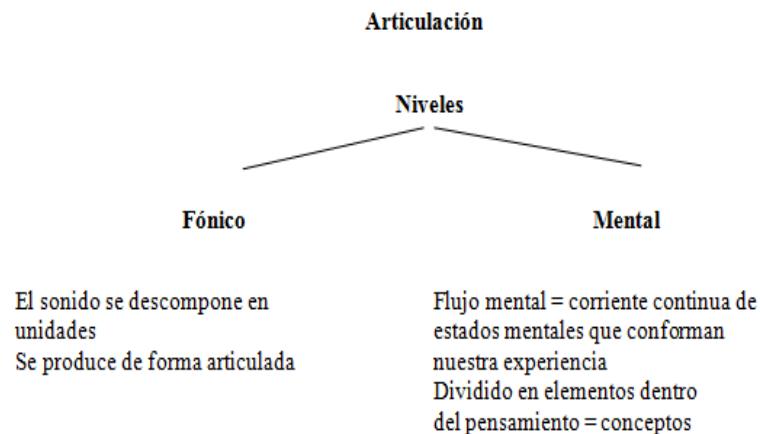 Articulación
Niveles
Fónico
Mental
El sonido se descompone en
unidades
Se produce de forma articulada
Flujo mental = corriente continua de
estados mentales que conforman
nuestra experiencia
Dividido en elementos dentro
del pensamiento = conceptos